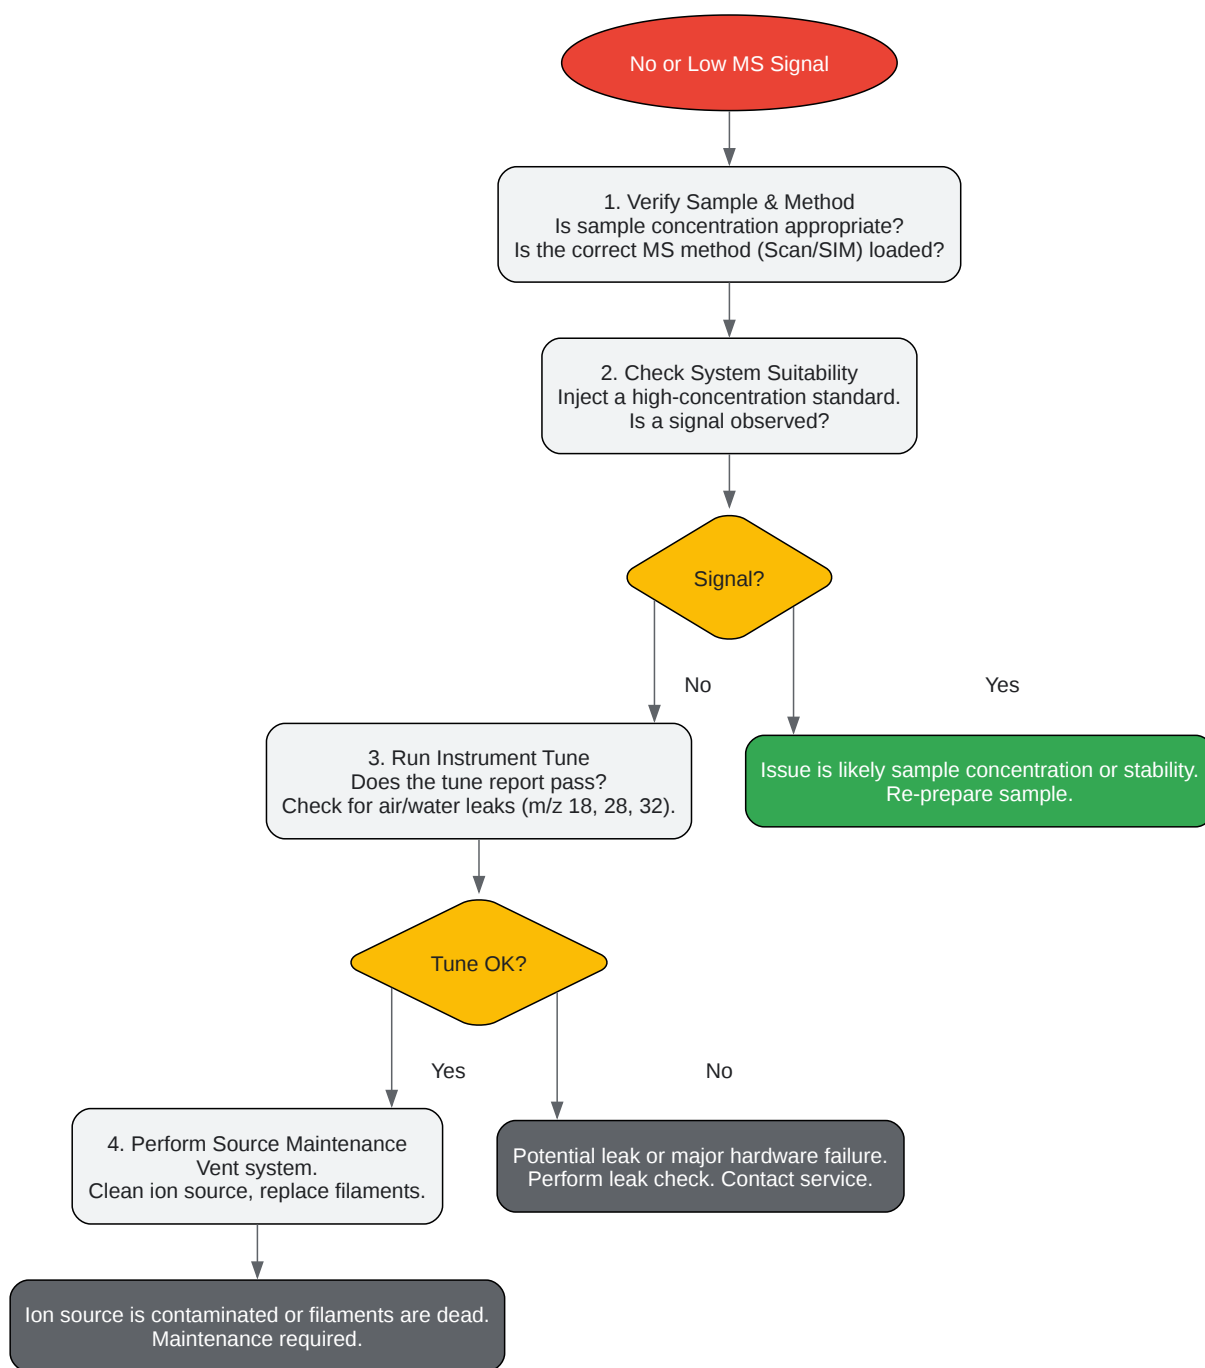 No or Low MS Signal
1. Verify Sample & Method
Is sample concentration appropriate?
Is the correct MS method (Scan/SIM) loaded?
2. Check System Suitability
Inject a high-concentration standard.
Is a signal observed?
Signal?
No
Yes
3. Run Instrument Tune
Does the tune report pass?
Check for air/water leaks (m/z 18, 28, 32).
Issue is likely sample concentration or stability.
Re-prepare sample.
Tune OK?
Yes
No
4. Perform Source Maintenance
Vent system.
Clean ion source, replace filaments.
Potential leak or major hardware failure.
Perform leak check. Contact service.
Ion source is contaminated or filaments are dead.
Maintenance required.